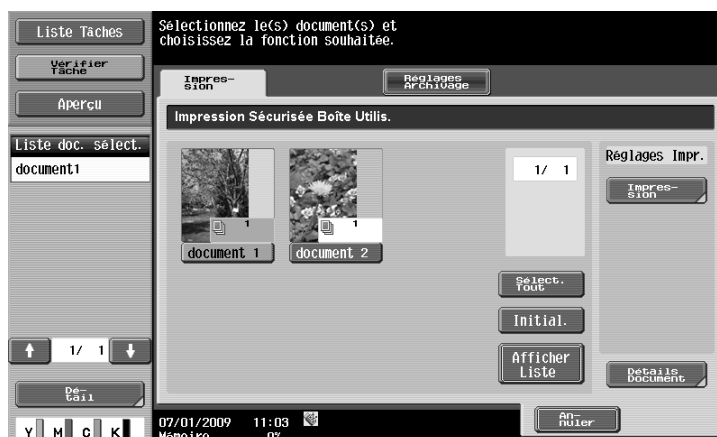 Liste Tâches
Vérifier
Tâche
Aperçu
Liste doc. sélect.
document1
1/ 1
Dé-
tail
Y M C K
Sélectionnez le(s) document(s) et
choisissez la fonction souhaitée.
Impres-
sion
Réglages
Archivage
Impression Sécurisée Boîte Utilis.
1
document 1
1
document 2
1/ 1
Sélect.
Tout
Initial.
Afficher
Liste
Réglages Impr.
Impres-
sion
Détails
Document
07/01/2009 11:03
Mémoire 0%
An-
nuler